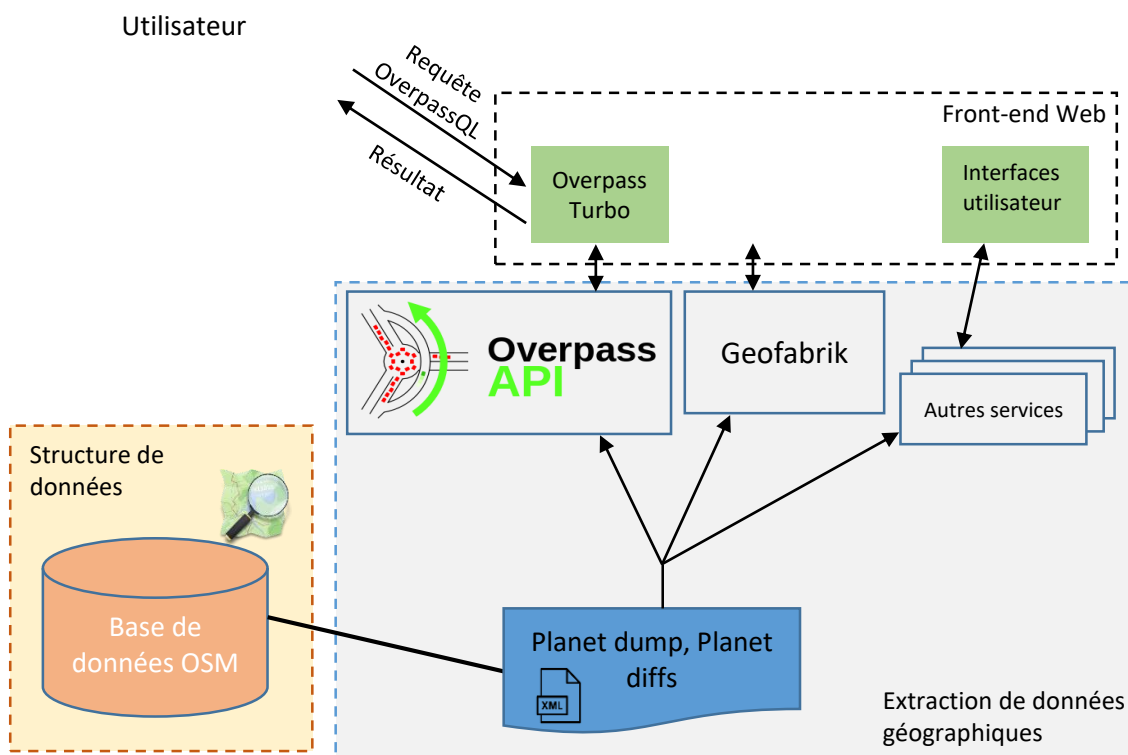 Utilisateur
Requête
OverpassQL
Résultat
Front-end Web
Overpass
Turbo
Interfaces
utilisateur
Overpass
API
Geofabrik
Autres services
Structure de
données
Base de
données OSM
Planet dump, Planet
diffs
XML
Extraction de données
géographiques